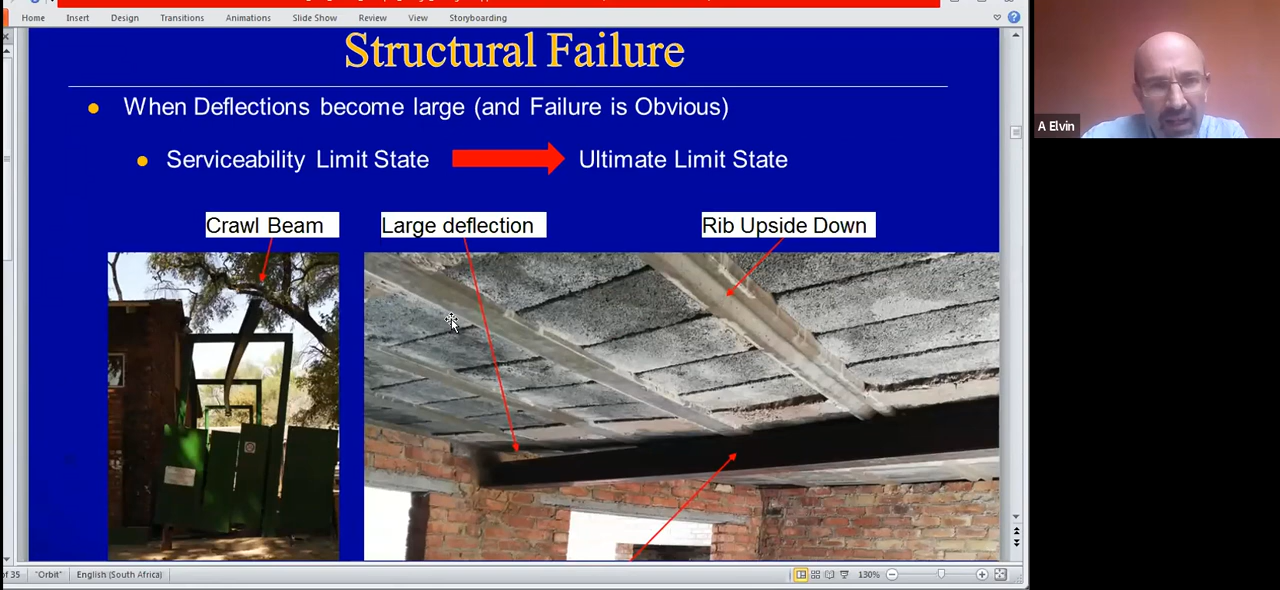 Home Insert Design Transitions Animations Slide Show Review View Storyboarding
Structural Failure
When Deflections become large (and Failure is Obvious)
Serviceability Limit State Ultimate Limit State
Crawl Beam Large deflection Rib Upside Down
A Elvin
of 35 "Orbit" English (South Africa) 130%